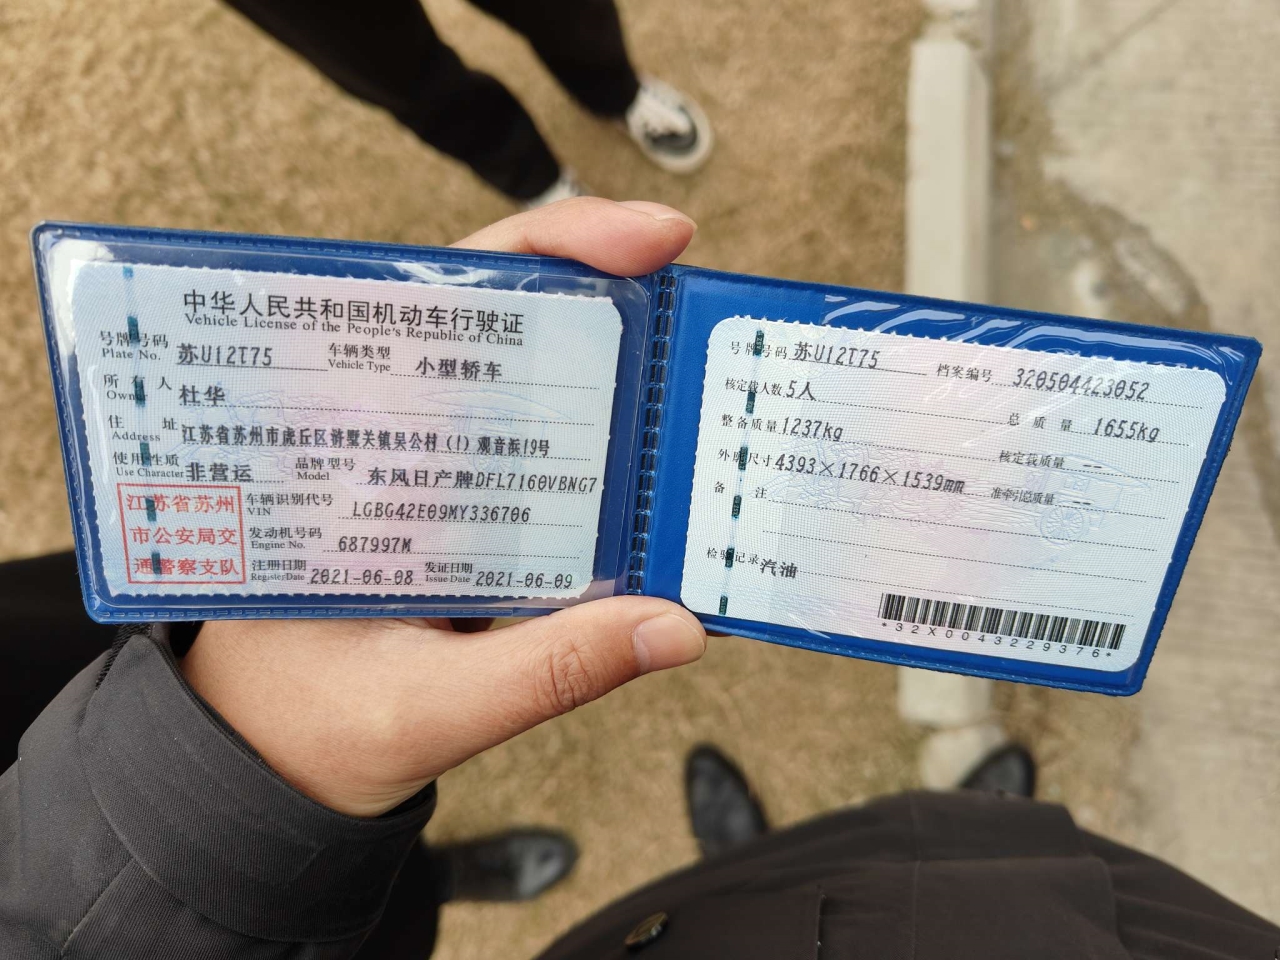 中华人民共和国机动车行驶证
Vehicle License of the People's Republic of China
号牌号码 苏U12T75 车辆类型 小型轿车
Plate No. Vehicle Type
所有人 杜华
Owner
住址 江苏省苏州市虎丘区浒墅关镇吴公村（1）观音浜19号
Address
使用性质 非营运 品牌型号 东风日产牌DFL7160VBNG7
Use Character Model
江苏省苏州
市公安局交
通警察支队
车辆识别代号 LGBG42E09MY336706
VIN
发动机号码 687997M
Engine No.
注册日期 2021-06-08 发证日期 2021-06-09
Register Date Issue Date
号牌号码 苏U12T75 档案编号 320504423052
核定载人数 5人 总质量 1655kg
整备质量 1237kg 核定载质量 --
外廓尺寸 4393×1766×1539mm 准牵引总质量 --
备注
检验记录 汽油
*32X0043229376*